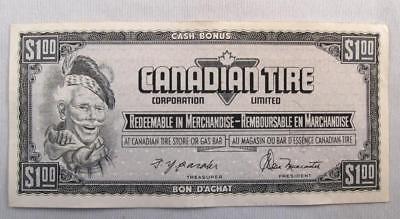 $1.00 CASH BONUS $1.00
CANADIAN TIRE
CORPORATION LIMITED
REDEEMABLE IN MERCHANDISE - REMBOURSABLE EN MARCHANDISE
AT CANADIAN TIRE STORE OR GAS BAR AU MAGASIN OU BAR D'ESSENCE CANADIAN TIRE
TREASURER PRESIDENT
$1.00 BON D'ACHAT $1.00